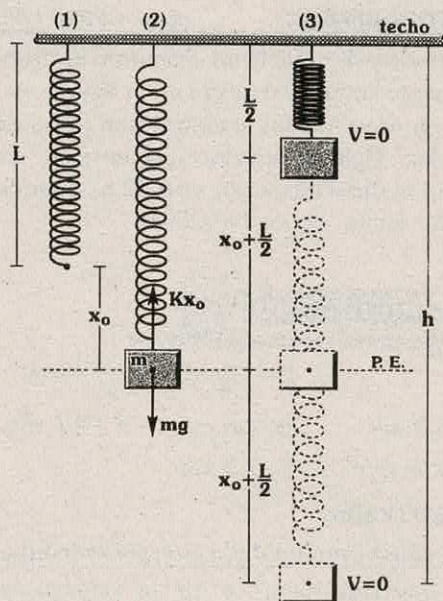 (1) (2) (3) techo
L/2
V=0
L
x₀ + L/2
Kx₀
x₀
m
P. E.
h
mg
x₀ + L/2
V=0